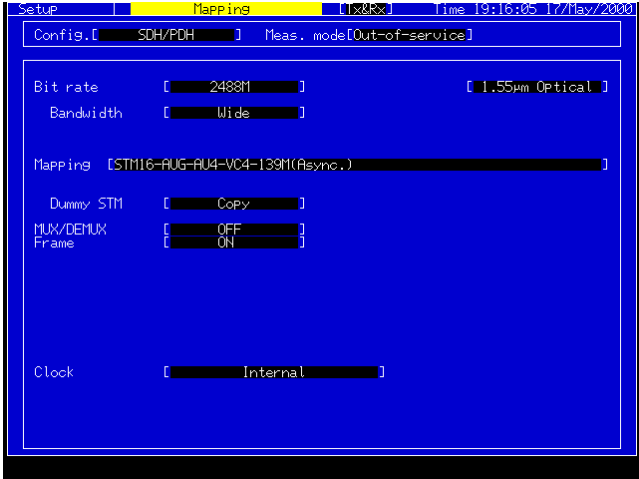 Setup | Mapping [Tx&Rx] Time 19:16:05 17/May/2000
Config.[ SDH/PDH ] Meas. mode[Out-of-service]
Bit rate [ 2488M ] [ 1.55μm Optical ]
Bandwidth [ Wide ]
Mapping [STM16-AUG-AU4-VC4-139M(Async.) ]
Dummy STM [ Copy ]
MUX/DEMUX [ OFF ]
Frame [ ON ]
Clock [ Internal ]